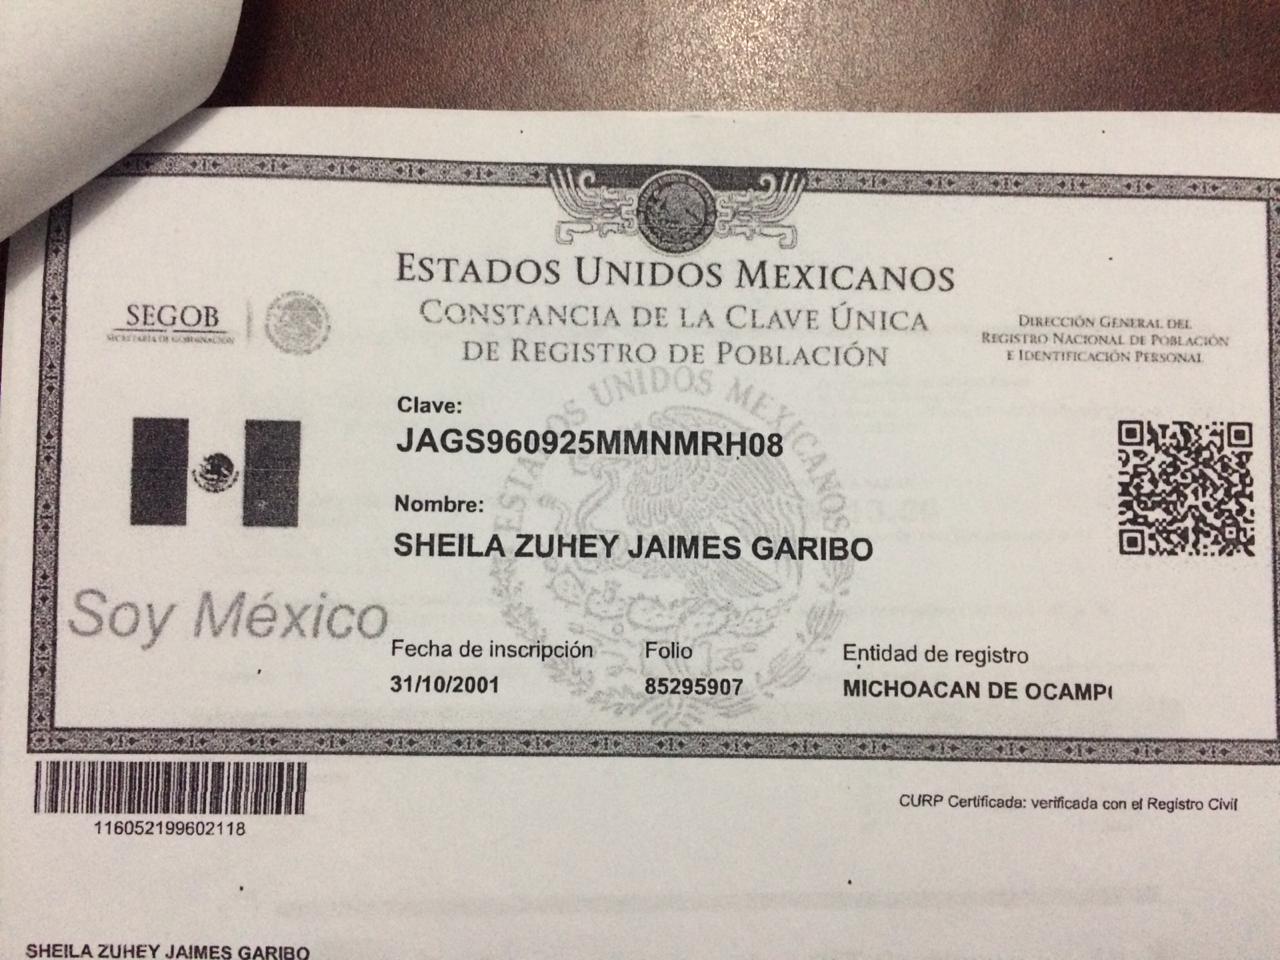 ESTADOS UNIDOS MEXICANOS
CONSTANCIA DE LA CLAVE ÚNICA
DE REGISTRO DE POBLACIÓN
SEGOB
SECRETARÍA DE GOBERNACIÓN
DIRECCIÓN GENERAL DEL
REGISTRO NACIONAL DE POBLACIÓN
E IDENTIFICACIÓN PERSONAL
ESTADOS UNIDOS MEXICANOS
Clave:
JAGS960925MMNMRH08
Nombre:
SHEILA ZUHEY JAIMES GARIBO
Soy México
Fecha de inscripción
Folio
Entidad de registro
31/10/2001
85295907
MICHOACAN DE OCAMP
116052199602118
CURP Certificada: verificada con el Registro Civil
SHEILA ZUHEY JAIMES GARIBO